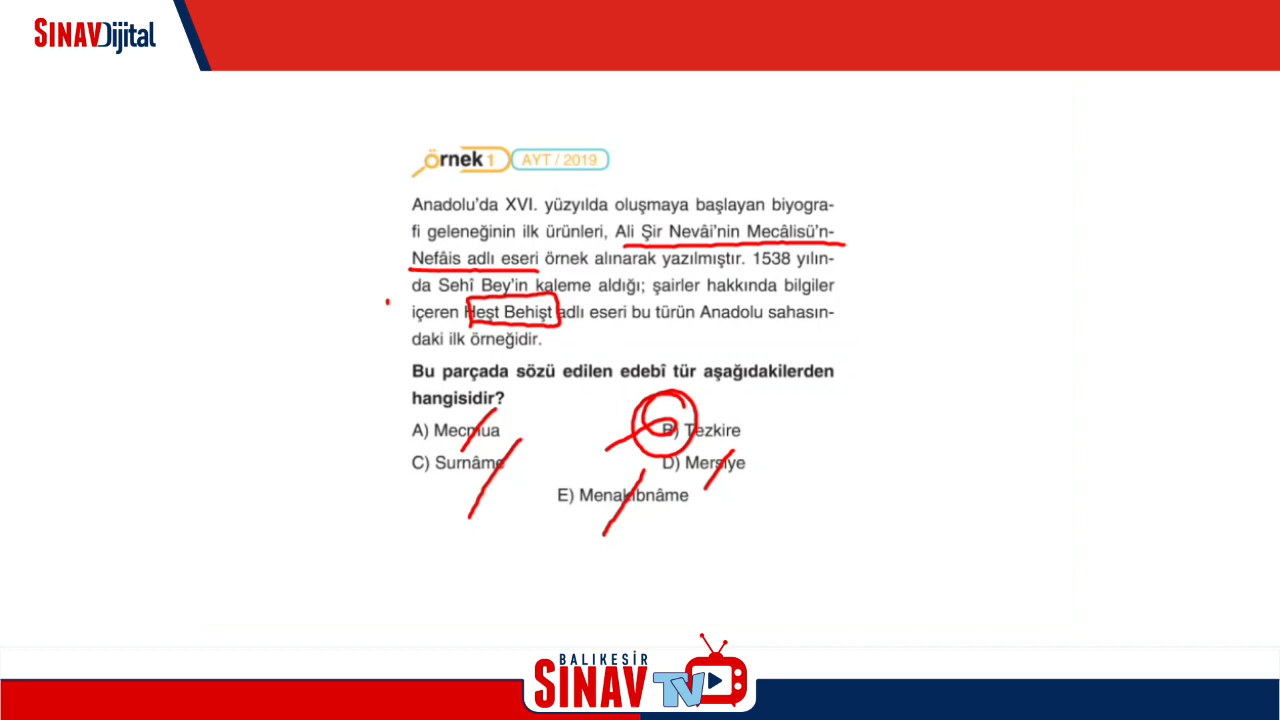 SINAVDijital
örnek 1 AYT / 2019
Anadolu'da XVI. yüzyılda oluşmaya başlayan biyogra-
fi geleneğinin ilk ürünleri, Ali Şir Nevâi'nin Mecâlisü'n-
Nefâis adlı eseri örnek alınarak yazılmıştır. 1538 yılın-
da Sehî Bey'in kaleme aldığı; şairler hakkında bilgiler
içeren Heşt Behişt adlı eseri bu türün Anadolu sahasın-
daki ilk örneğidir.
Bu parçada sözü edilen edebî tür aşağıdakilerden
hangisidir?
A) Mecmua B) Tezkire
C) Surnâme D) Mersiye
E) Menakıbnâme
BALIKESİR
SINAV TV